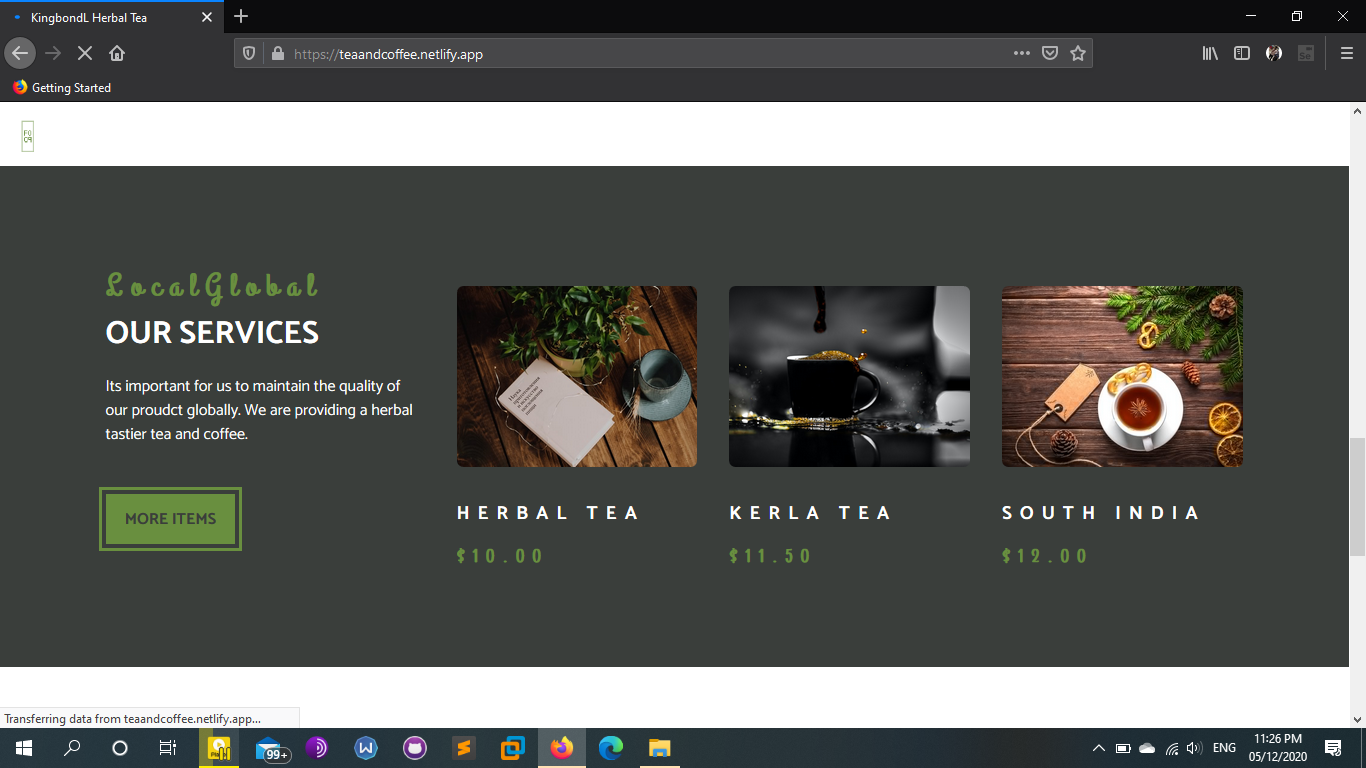 KingbondL Herbal Tea
https://teaandcoffee.netlify.app
Getting Started
LocalGlobal
OUR SERVICES
Its important for us to maintain the quality of
our proudct globally. We are providing a herbal
tastier tea and coffee.
MORE ITEMS
HERBAL TEA
$10.00
KERLA TEA
$11.50
SOUTH INDIA
$12.00
Transferring data from teaandcoffee.netlify.app...
99+
ENG
11:26 PM
05/12/2020